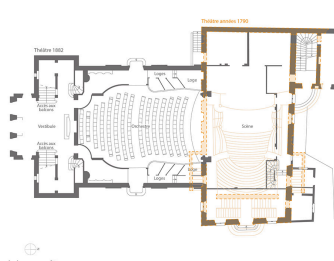 Théâtre années 1790
Théâtre 1882
Loges
Loge
Accès aux
balcons
Vestibule
Orchestre
Scène
Accès aux
balcons
Loges
Loge